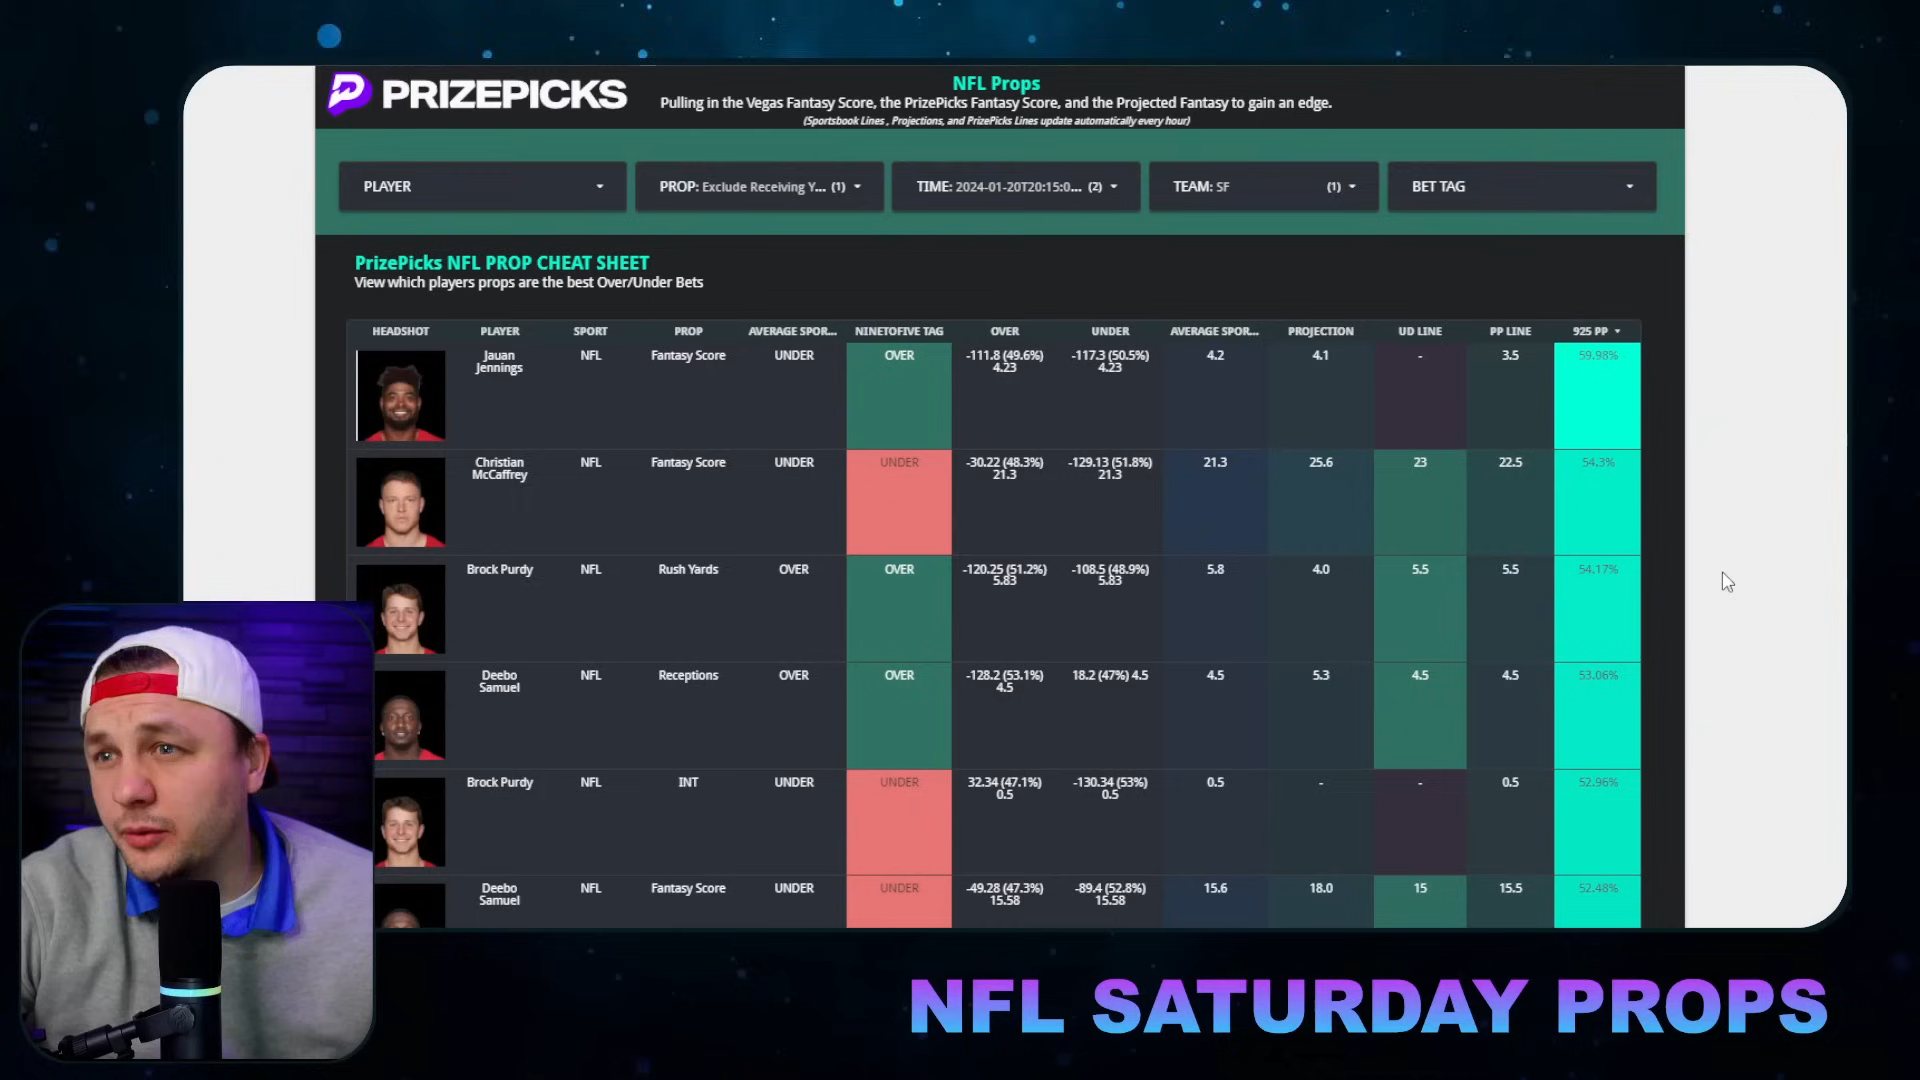 PRIZEPICKS
NFL Props
Pulling in the Vegas Fantasy Score, the PrizePicks Fantasy Score, and the Projected Fantasy to gain an edge.
(Sportsbook Lines , Projections, and PrizePicks Lines update automatically every hour)
PLAYER
PROP: Exclude Receiving Y... (1)
TIME: 2024-01-20T20:15:0... (2)
TEAM: SF (1)
BET TAG
PrizePicks NFL PROP CHEAT SHEET
View which players props are the best Over/Under Bets
HEADSHOT PLAYER SPORT PROP AVERAGE SPOR... NINETOFIVE TAG OVER UNDER AVERAGE SPOR... PROJECTION UD LINE PP LINE 925 PP
Jauan NFL Fantasy Score UNDER OVER -111.8 (49.6%) -117.3 (50.5%) 4.2 4.1 - 3.5 59.98%
Jennings 4.23 4.23
Christian NFL Fantasy Score UNDER UNDER -30.22 (48.3%) -129.13 (51.8%) 21.3 25.6 23 22.5 54.3%
McCaffrey 21.3 21.3
Brock Purdy NFL Rush Yards OVER OVER -120.25 (51.2%) -108.5 (48.9%) 5.8 4.0 5.5 5.5 54.17%
5.83 5.83
Deebo NFL Receptions OVER OVER -128.2 (53.1%) 18.2 (47%) 4.5 4.5 5.3 4.5 4.5 53.06%
Samuel 4.5
Brock Purdy NFL INT UNDER UNDER 32.34 (47.1%) -130.34 (53%) 0.5 - - 0.5 52.96%
0.5 0.5
Deebo NFL Fantasy Score UNDER UNDER -49.28 (47.3%) -89.4 (52.8%) 15.6 18.0 15 15.5 52.48%
Samuel 15.58 15.58
NFL SATURDAY PROPS